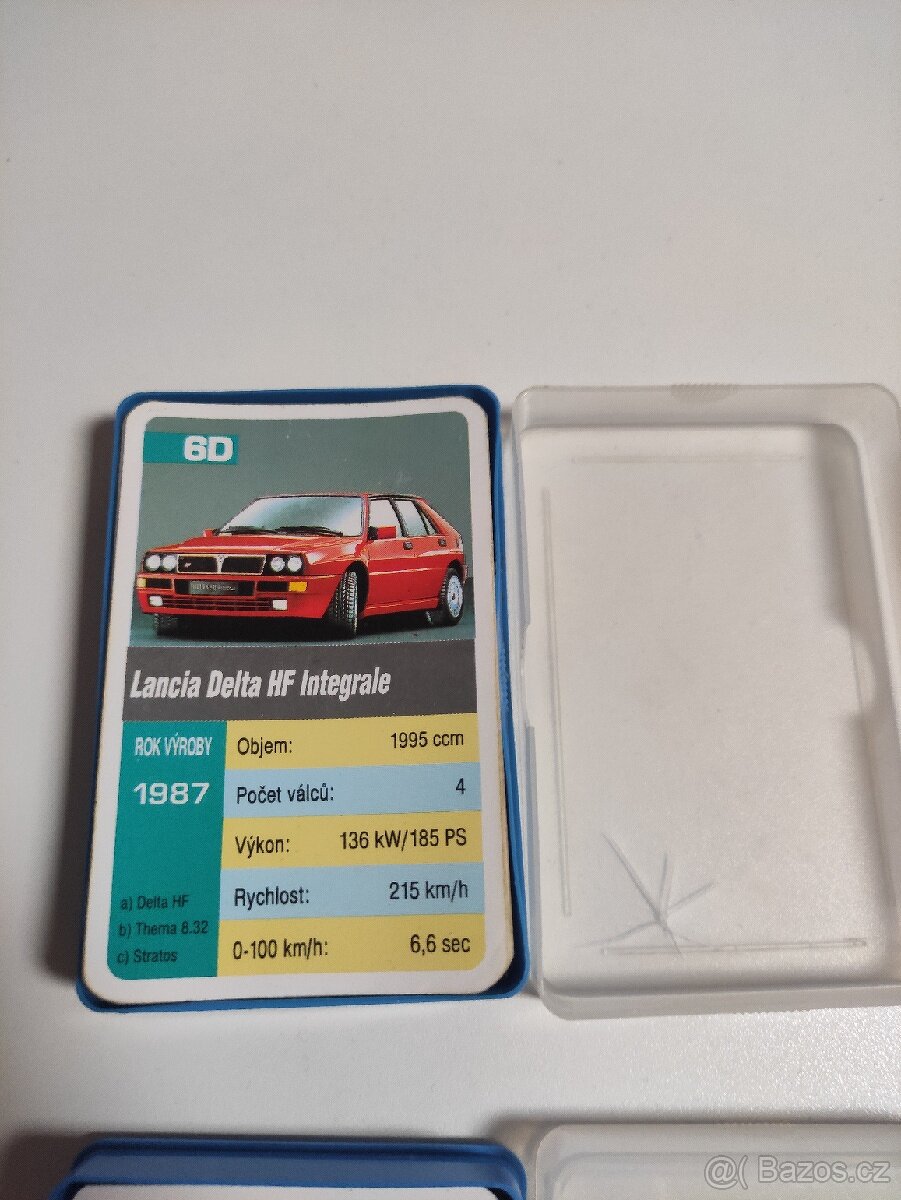 6D
Lancia Delta HF Integrale
ROK VÝROBY
1987
a) Delta HF
b) Thema 8.32
c) Stratos
Objem: 1995 ccm
Počet válců: 4
Výkon: 136 kW/185 PS
Rychlost: 215 km/h
0-100 km/h: 6,6 sec
@( Bazos.cz